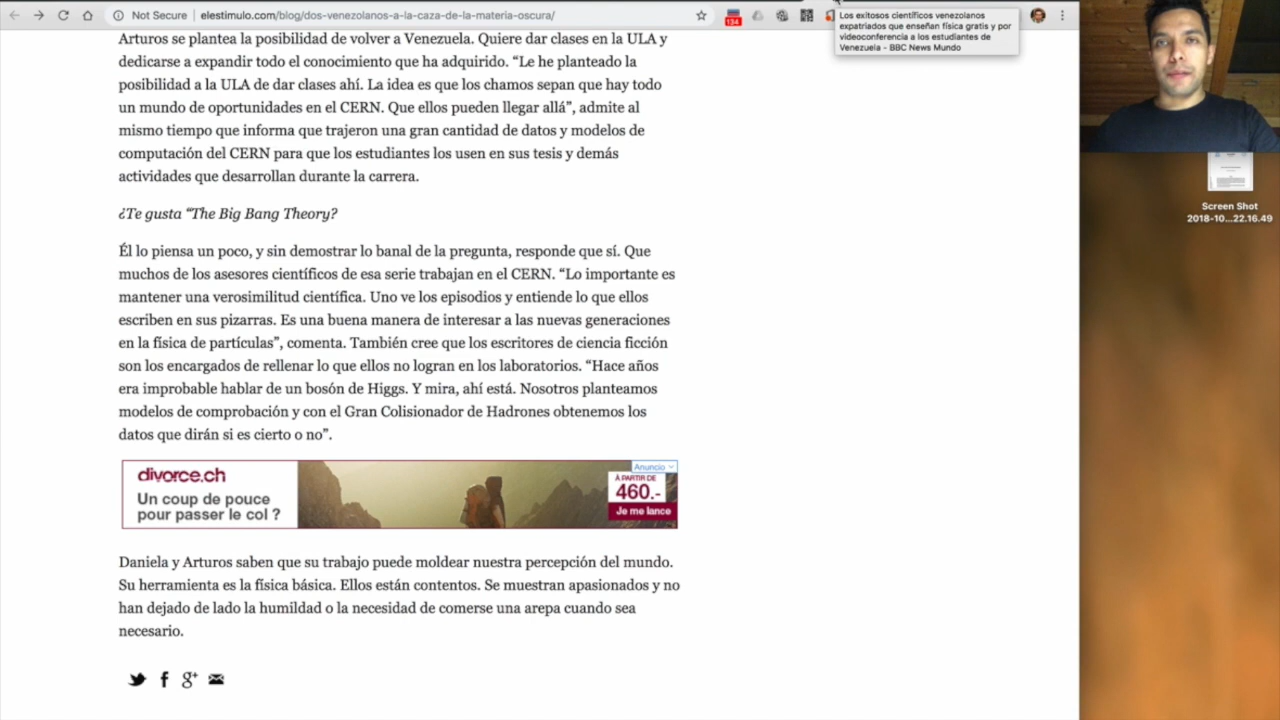 Not Secure
elestimulo.com/blog/dos-venezolanos-a-la-caza-de-la-materia-oscura/
134
Los exitosos científicos venezolanos
expatriados que enseñan física gratis y por
videoconferencia a los estudiantes de
Venezuela - BBC News Mundo
Arturos se plantea la posibilidad de volver a Venezuela. Quiere dar clases en la ULA y
dedicarse a expandir todo el conocimiento que ha adquirido. “Le he planteado la
posibilidad a la ULA de dar clases ahí. La idea es que los chamos sepan que hay todo
un mundo de oportunidades en el CERN. Que ellos pueden llegar allá”, admite al
mismo tiempo que informa que trajeron una gran cantidad de datos y modelos de
computación del CERN para que los estudiantes los usen en sus tesis y demás
actividades que desarrollan durante la carrera.
¿Te gusta “The Big Bang Theory?
Él lo piensa un poco, y sin demostrar lo banal de la pregunta, responde que sí. Que
muchos de los asesores científicos de esa serie trabajan en el CERN. “Lo importante es
mantener una verosimilitud científica. Uno ve los episodios y entiende lo que ellos
escriben en sus pizarras. Es una buena manera de interesar a las nuevas generaciones
en la física de partículas”, comenta. También cree que los escritores de ciencia ficción
son los encargados de rellenar lo que ellos no logran en los laboratorios. “Hace años
era improbable hablar de un bosón de Higgs. Y mira, ahí está. Nosotros planteamos
modelos de comprobación y con el Gran Colisionador de Hadrones obtenemos los
datos que dirán si es cierto o no”.
Anuncio
divorce.ch
Un coup de pouce
pour passer le col ?
À PARTIR DE
460.-
Je me lance
Daniela y Arturos saben que su trabajo puede moldear nuestra percepción del mundo.
Su herramienta es la física básica. Ellos están contentos. Se muestran apasionados y no
han dejado de lado la humildad o la necesidad de comerse una arepa cuando sea
necesario.
Screen Shot
2018-10...22.16.49